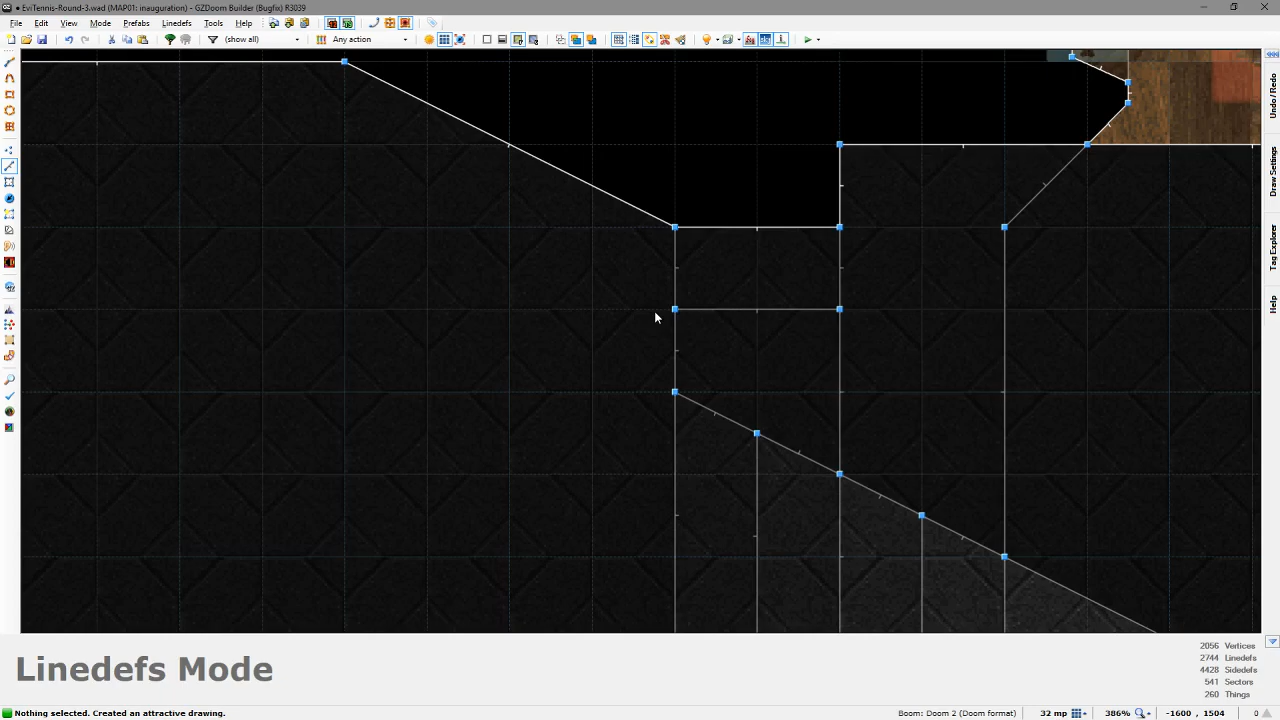 EviTennis-Round-3.wad (MAP01: inauguration) - GZDoom Builder (Bugfix) R3039
File Edit View Mode Prefabs Linedefs Tools Help
(show all) Any action
Undo / Redo
Draw Settings
Tag Explorer
Help
Linedefs Mode
2056 Vertices
2744 Linedefs
4428 Sidedefs
541 Sectors
260 Things
Nothing selected. Created an attractive drawing. Boom: Doom 2 (Doom format) 32 mp 386% -1600 , 1504 0